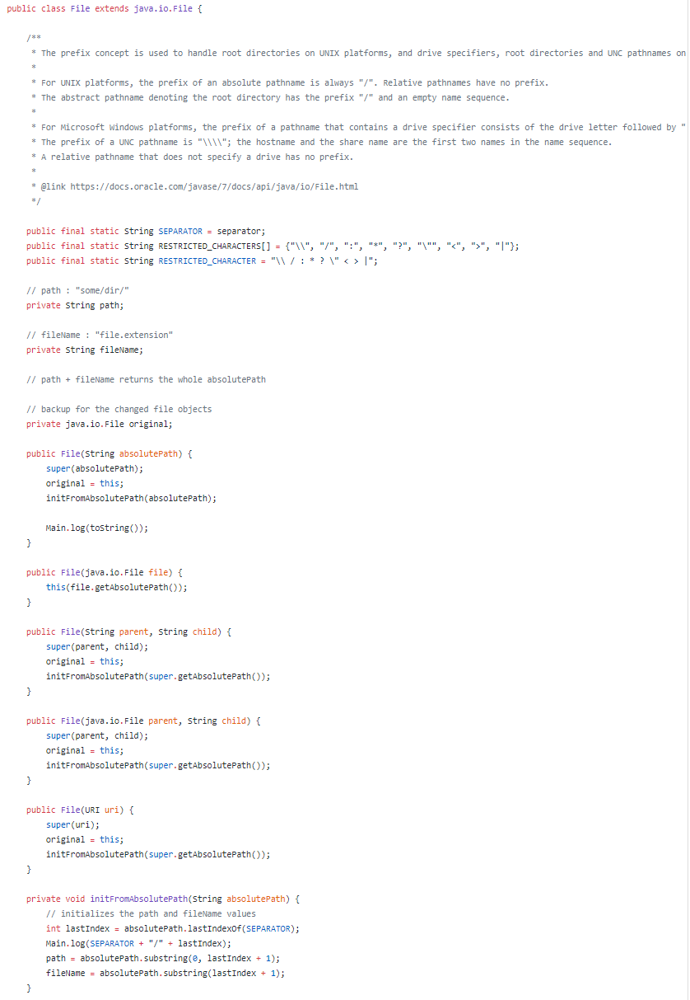 public class File extends java.io.File {
/**
* The prefix concept is used to handle root directories on UNIX platforms, and drive specifiers, root directories and UNC pathnames on
*
* For UNIX platforms, the prefix of an absolute pathname is always "/". Relative pathnames have no prefix.
* The abstract pathname denoting the root directory has the prefix "/" and an empty name sequence.
*
* For Microsoft Windows platforms, the prefix of a pathname that contains a drive specifier consists of the drive letter followed by "
* The prefix of a UNC pathname is "\\\\"; the hostname and the share name are the first two names in the name sequence.
* A relative pathname that does not specify a drive has no prefix.
*
* @link https://docs.oracle.com/javase/7/docs/api/java/io/File.html
*/
public final static String SEPARATOR = separator;
public final static String RESTRICTED_CHARACTERS[] = {"\\", "/", ":", "*", "?", "\"", "<", ">", "|"};
public final static String RESTRICTED_CHARACTER = "\\ / : * ? \" < > |";
// path : "some/dir/"
private String path;
// fileName : "file.extension"
private String fileName;
// path + fileName returns the whole absolutePath
// backup for the changed file objects
private java.io.File original;
public File(String absolutePath) {
super(absolutePath);
original = this;
initFromAbsolutePath(absolutePath);
Main.log(toString());
}
public File(java.io.File file) {
this(file.getAbsolutePath());
}
public File(String parent, String child) {
super(parent, child);
original = this;
initFromAbsolutePath(super.getAbsolutePath());
}
public File(java.io.File parent, String child) {
super(parent, child);
original = this;
initFromAbsolutePath(super.getAbsolutePath());
}
public File(URI uri) {
super(uri);
original = this;
initFromAbsolutePath(super.getAbsolutePath());
}
private void initFromAbsolutePath(String absolutePath) {
// initializes the path and fileName values
int lastIndex = absolutePath.lastIndexOf(SEPARATOR);
Main.log(SEPARATOR + "/" + lastIndex);
path = absolutePath.substring(0, lastIndex + 1);
fileName = absolutePath.substring(lastIndex + 1);
}